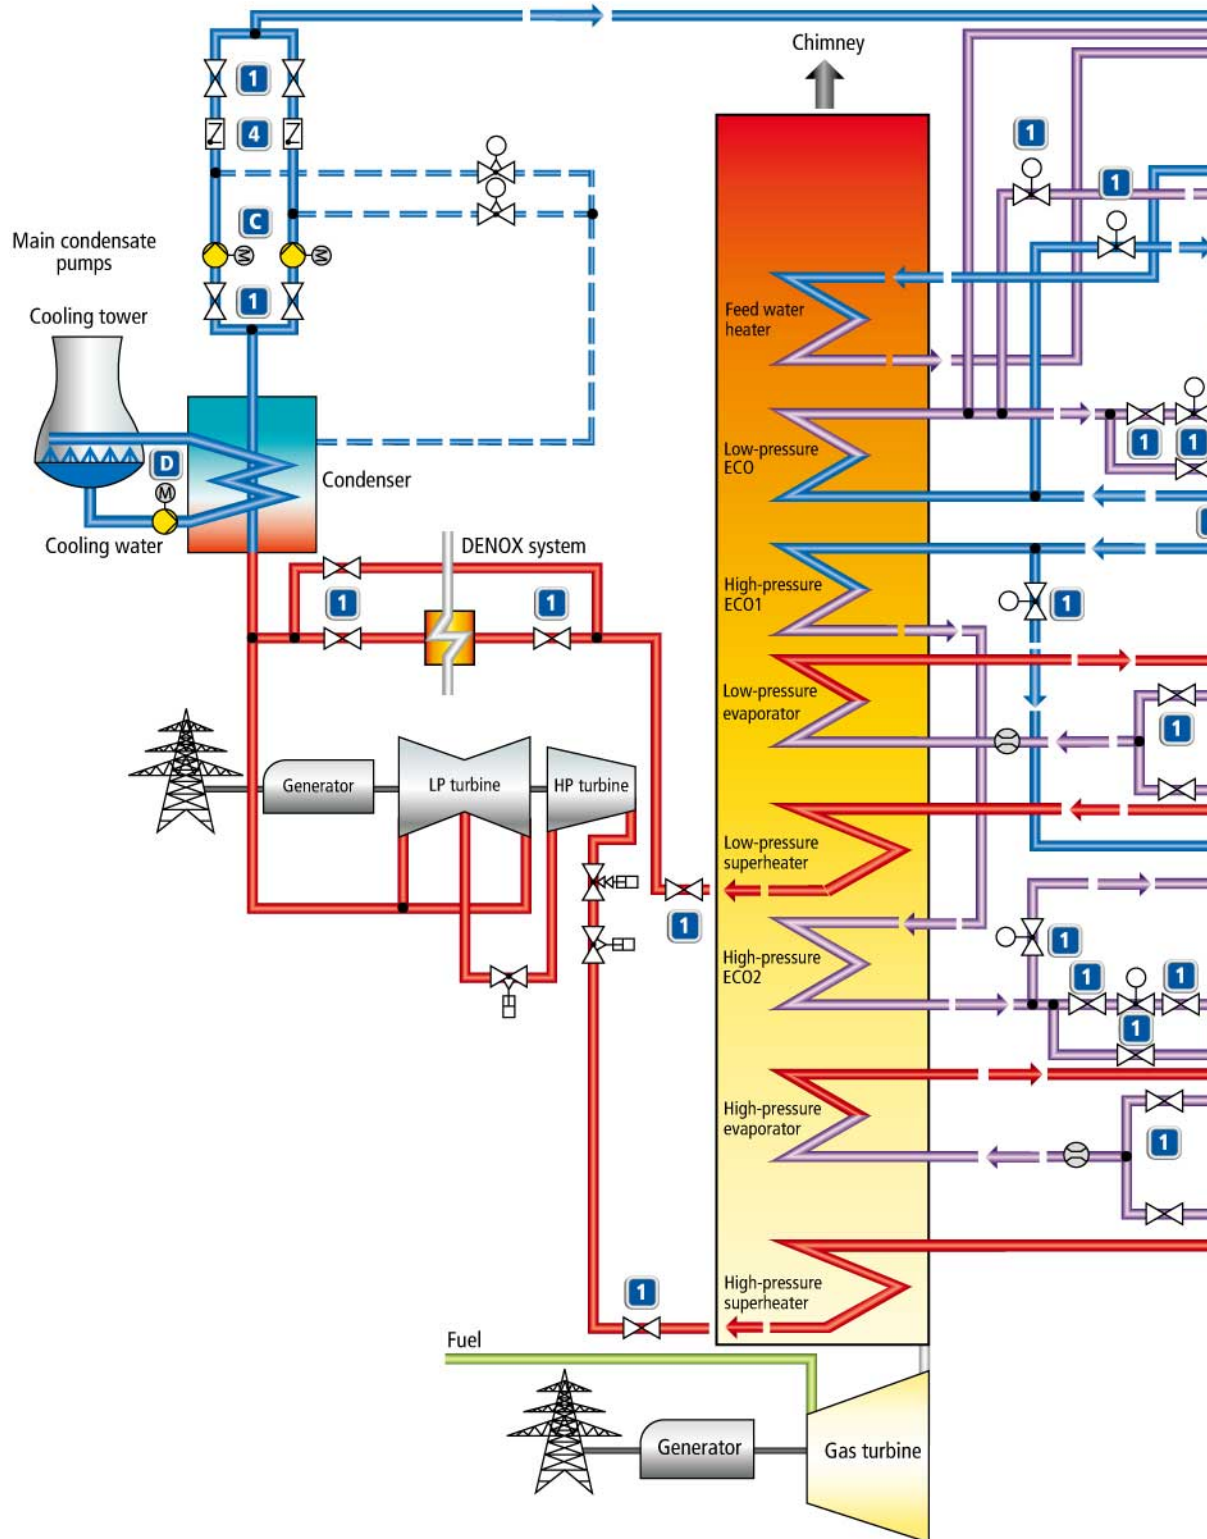 Chimney
1
4
1
1
C
Main condensate
pumps
1
Feed water
heater
Cooling tower
1
1
D
M
Low-pressure
ECO
Condenser
Cooling water
DENOX system
High-pressure
ECO1
1
1
1
Low-pressure
evaporator
1
Generator
LP turbine
HP turbine
Low-pressure
superheater
1
High-pressure
ECO2
1
1
1
1
High-pressure
evaporator
1
High-pressure
superheater
1
Fuel
Generator
Gas turbine